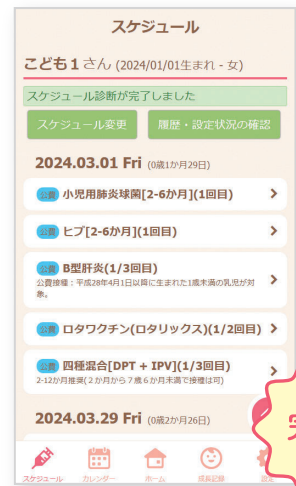 スケジュール
こども1さん (2024/01/01生まれ - 女)
スケジュール診断が完了しました
スケジュール変更
履歴・設定状況の確認
2024.03.01 Fri (0歳1か月29日)
公費 小児用肺炎球菌[2-6か月](1回目)
公費 ヒブ[2-6か月](1回目)
公費 B型肝炎(1/3回目)
公費接種：平成28年4月1日以降に生まれた1歳未満の乳児が対
象。
公費 ロタワクチン(ロタリックス)(1/2回目)
公費 四種混合[DPT + IPV](1/3回目)
2-12か月推奨(２か月から７歳６か月未満で接種は可)
2024.03.29 Fri (0歳2か月26日)
スケジュール
カレンダー
ホーム
成長記録
設定